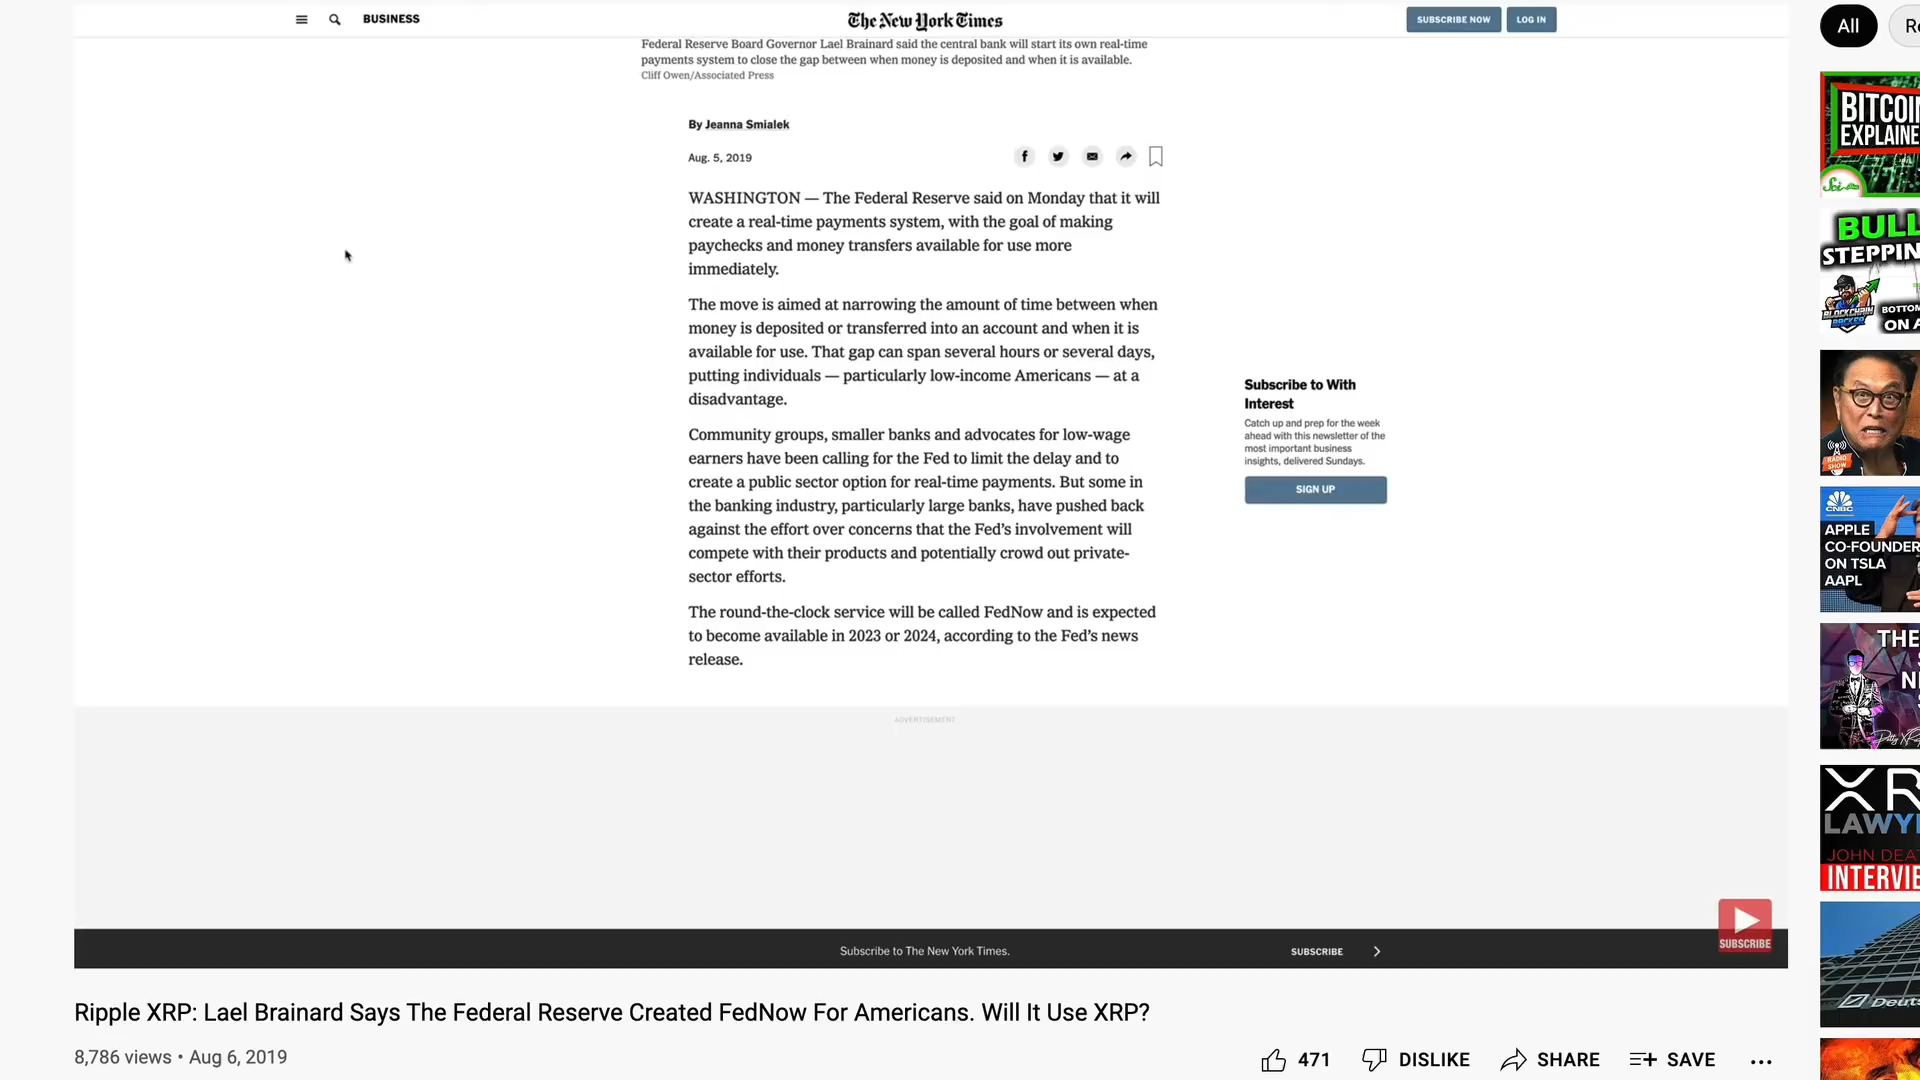 BUSINESS
The New York Times
SUBSCRIBE NOW
LOG IN
Federal Reserve Board Governor Lael Brainard said the central bank will start its own real-time
payments system to close the gap between when money is deposited and when it is available.
Cliff Owen/Associated Press
By Jeanna Smialek
Aug. 5, 2019
WASHINGTON — The Federal Reserve said on Monday that it will
create a real-time payments system, with the goal of making
paychecks and money transfers available for use more
immediately.
The move is aimed at narrowing the amount of time between when
money is deposited or transferred into an account and when it is
available for use. That gap can span several hours or several days,
putting individuals — particularly low-income Americans — at a
disadvantage.
Community groups, smaller banks and advocates for low-wage
earners have been calling for the Fed to limit the delay and to
create a public sector option for real-time payments. But some in
the banking industry, particularly large banks, have pushed back
against the effort over concerns that the Fed's involvement will
compete with their products and potentially crowd out private-
sector efforts.
The round-the-clock service will be called FedNow and is expected
to become available in 2023 or 2024, according to the Fed's news
release.
Subscribe to With
Interest
Catch up and prep for the week
ahead with this newsletter of the
most important business
insights, delivered Sundays.
SIGN UP
ADVERTISEMENT
Subscribe to The New York Times.
SUBSCRIBE
SUBSCRIBE
Ripple XRP: Lael Brainard Says The Federal Reserve Created FedNow For Americans. Will It Use XRP?
8,786 views • Aug 6, 2019
471
DISLIKE
SHARE
SAVE
All
BITCOI
EXPLAINE
BULL
STEPPIN
BLOCKCHAIN
BACKER
BOTTOM
ON A
RADIO
SHOW
CNBC
APPLE
CO-FOUNDER
ON TSLA
AAPL
THE
XR
LAWY
JOHN DEA
INTERVIE
Deuts